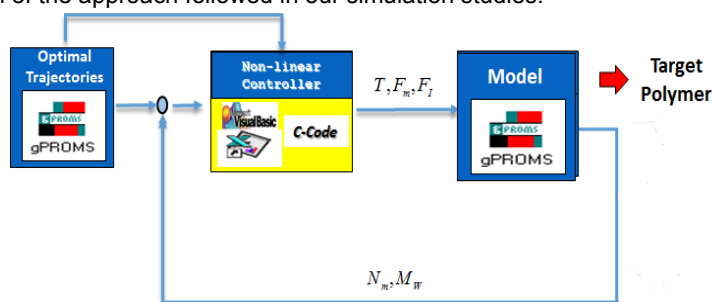 of the approach followed in our simulation studies.
Optimal
Trajectories
gPROMS
gPROMS
Non-linear
Controller
Visual Basic
C-Code
T, F_m, F_I
Model
gPROMS
gPROMS
Target
Polymer
N_m, M_W